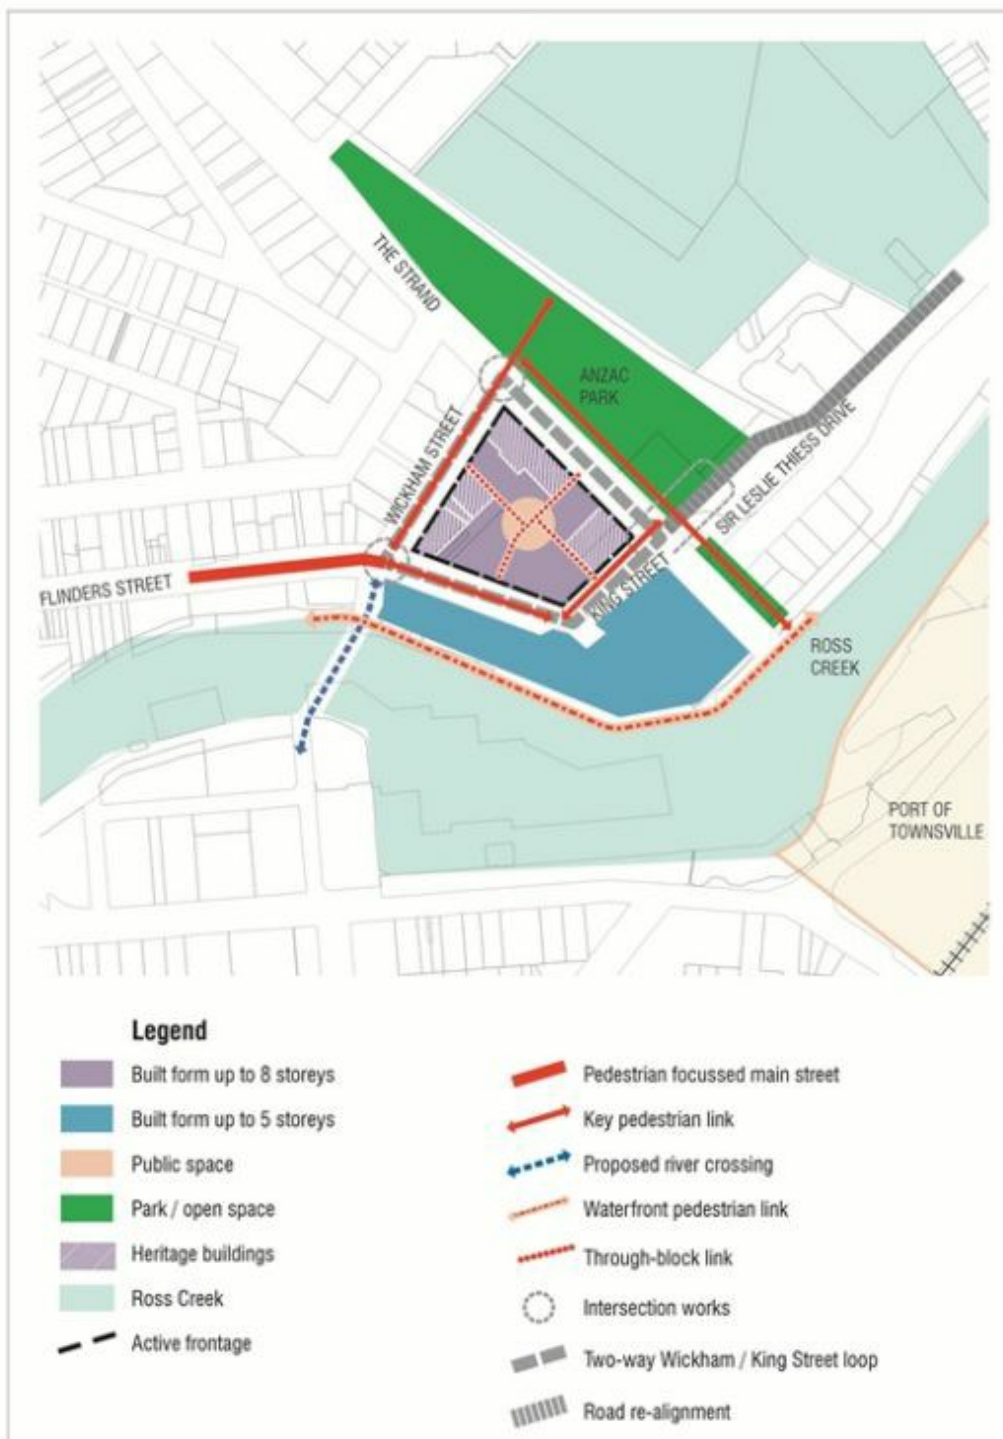 THE STRAND
ANZAC
PARK
WICKHAM STREET
SIR LESLIE THIESS DRIVE
FLINDERS STREET
KING STREET
ROSS
CREEK
PORT OF
TOWNSVILLE
Legend
Built form up to 8 storeys
Built form up to 5 storeys
Public space
Park / open space
Heritage buildings
Ross Creek
Active frontage
Pedestrian focussed main street
Key pedestrian link
Proposed river crossing
Waterfront pedestrian link
Through-block link
Intersection works
Two-way Wickham / King Street loop
Road re-alignment